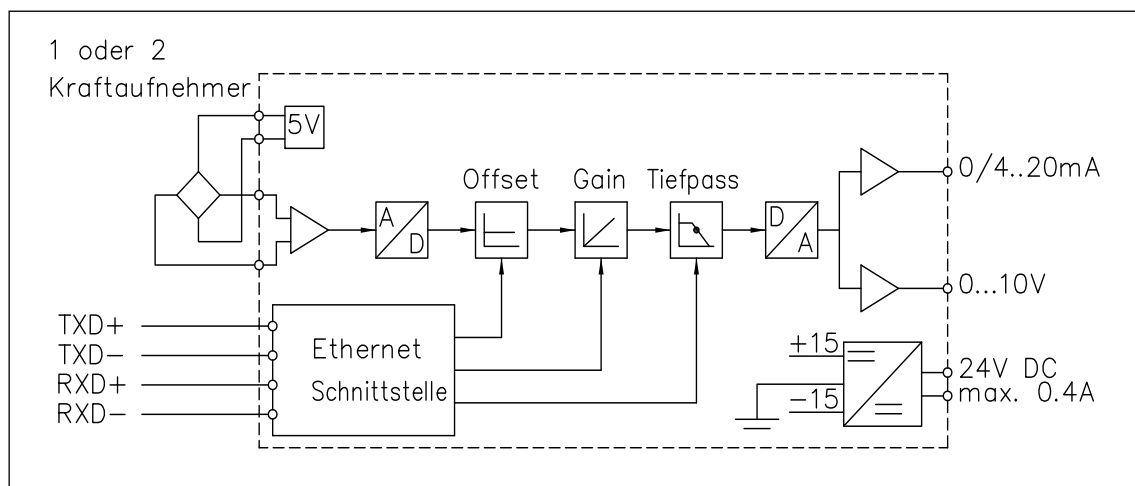 1 oder 2
Kraftaufnehmer
5V
Offset
Gain
Tiefpass
A
D
D
A
0/4..20mA
0...10V
TXD+
TXD-
RXD+
RXD-
Ethernet
Schnittstelle
+15
-15
24V DC
max. 0.4A